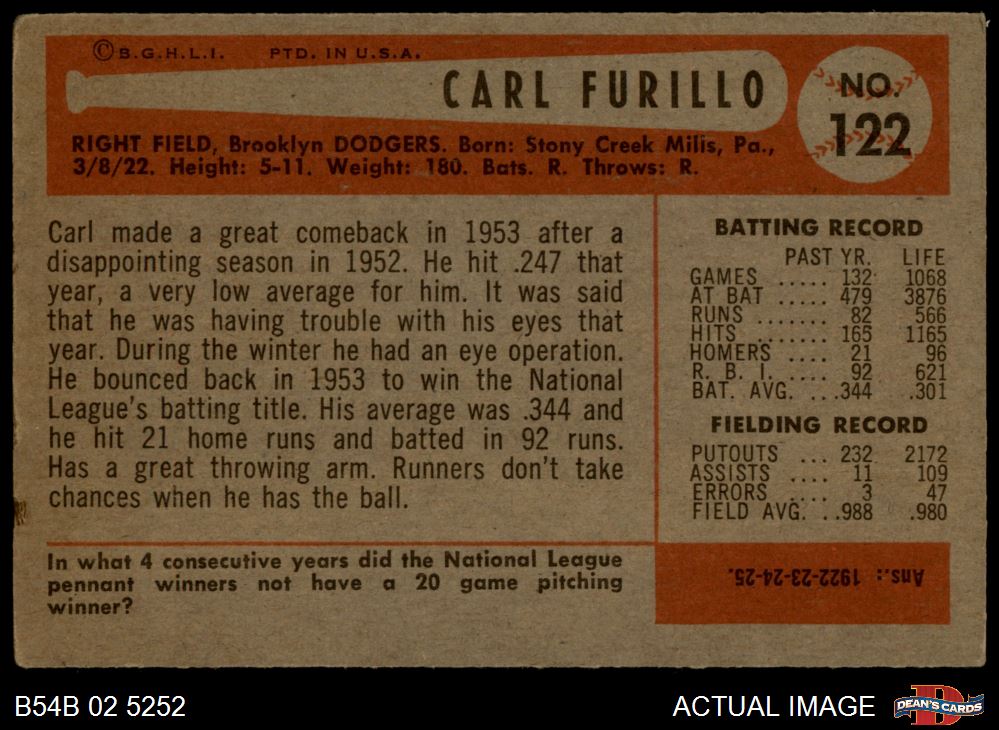 ©B.G.H.L.I. PTD. IN U.S.A.
CARL FURILLO
NO.
122
RIGHT FIELD, Brooklyn DODGERS. Born: Stony Creek Mills, Pa.,
3/8/22. Height: 5-11. Weight: 180. Bats. R. Throws: R.
Carl made a great comeback in 1953 after a
disappointing season in 1952. He hit .247 that
year, a very low average for him. It was said
that he was having trouble with his eyes that
year. During the winter he had an eye operation.
He bounced back in 1953 to win the National
League's batting title. His average was .344 and
he hit 21 home runs and batted in 92 runs.
Has a great throwing arm. Runners don't take
chances when he has the ball.
BATTING RECORD
PAST YR. LIFE
GAMES ..... 132 1068
AT BAT ..... 479 3876
RUNS ....... 82 566
HITS ....... 165 1165
HOMERS .... 21 96
R. B. I. .... 92 621
BAT. AVG. ...344 .301
FIELDING RECORD
PUTOUTS ... 232 2172
ASSISTS .... 11 109
ERRORS .... 3 47
FIELD AVG. ..988 .980
In what 4 consecutive years did the National League
pennant winners not have a 20 game pitching
winner?
Ans.: 1922-23-24-25.
B54B 02 5252
ACTUAL IMAGE
DEAN'S CARDS